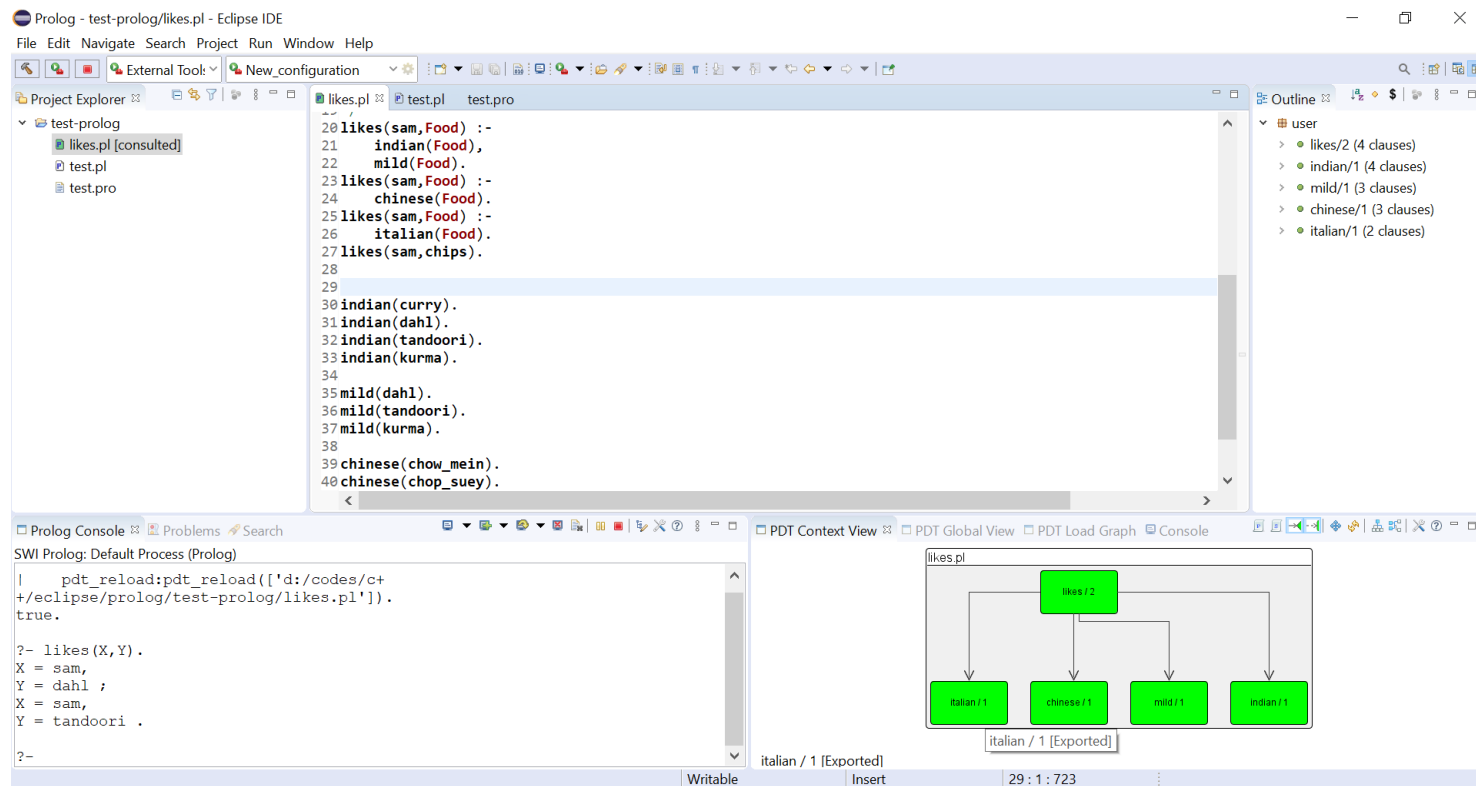 Prolog - test-prolog/likes.pl - Eclipse IDE
File Edit Navigate Search Project Run Window Help
External Tools New_configuration
Project Explorer
test-prolog
likes.pl [consulted]
test.pl
test.pro
likes.pl test.pl test.pro
20 likes(sam,Food) :-
21     indian(Food),
22     mild(Food).
23 likes(sam,Food) :-
24     chinese(Food).
25 likes(sam,Food) :-
26     italian(Food).
27 likes(sam,chips).
28
29
30 indian(curry).
31 indian(dahl).
32 indian(tandoori).
33 indian(kurma).
34
35 mild(dahl).
36 mild(tandoori).
37 mild(kurma).
38
39 chinese(chow_mein).
40 chinese(chop_suey).
Outline
user
likes/2 (4 clauses)
indian/1 (4 clauses)
mild/1 (3 clauses)
chinese/1 (3 clauses)
italian/1 (2 clauses)
Prolog Console Problems Search
SWI Prolog: Default Process (Prolog)
|     pdt_reload:pdt_reload(['d:/codes/c+
+/eclipse/prolog/test-prolog/likes.pl']).
true.
?- likes(X,Y).
X = sam,
Y = dahl ;
X = sam,
Y = tandoori .
?-
PDT Context View PDT Global View PDT Load Graph Console
likes.pl
likes / 2
italian / 1 chinese / 1 mild / 1 indian / 1
italian / 1 [Exported]
italian / 1 [Exported]
Writable Insert 29 : 1 : 723